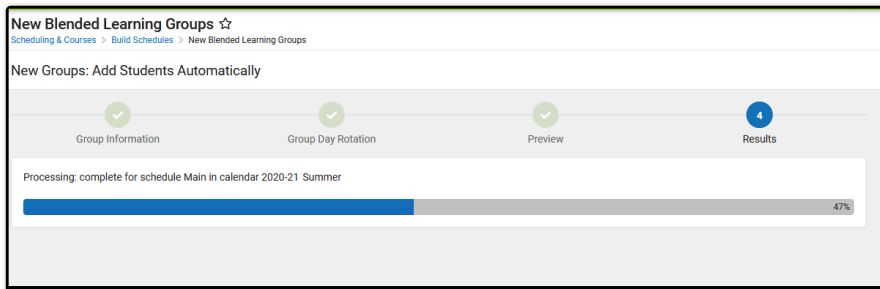 New Blended Learning Groups ☆
Scheduling & Courses > Build Schedules > New Blended Learning Groups
New Groups: Add Students Automatically
4
Group Information Group Day Rotation Preview Results
Processing: complete for schedule Main in calendar 2020-21 Summer
47%